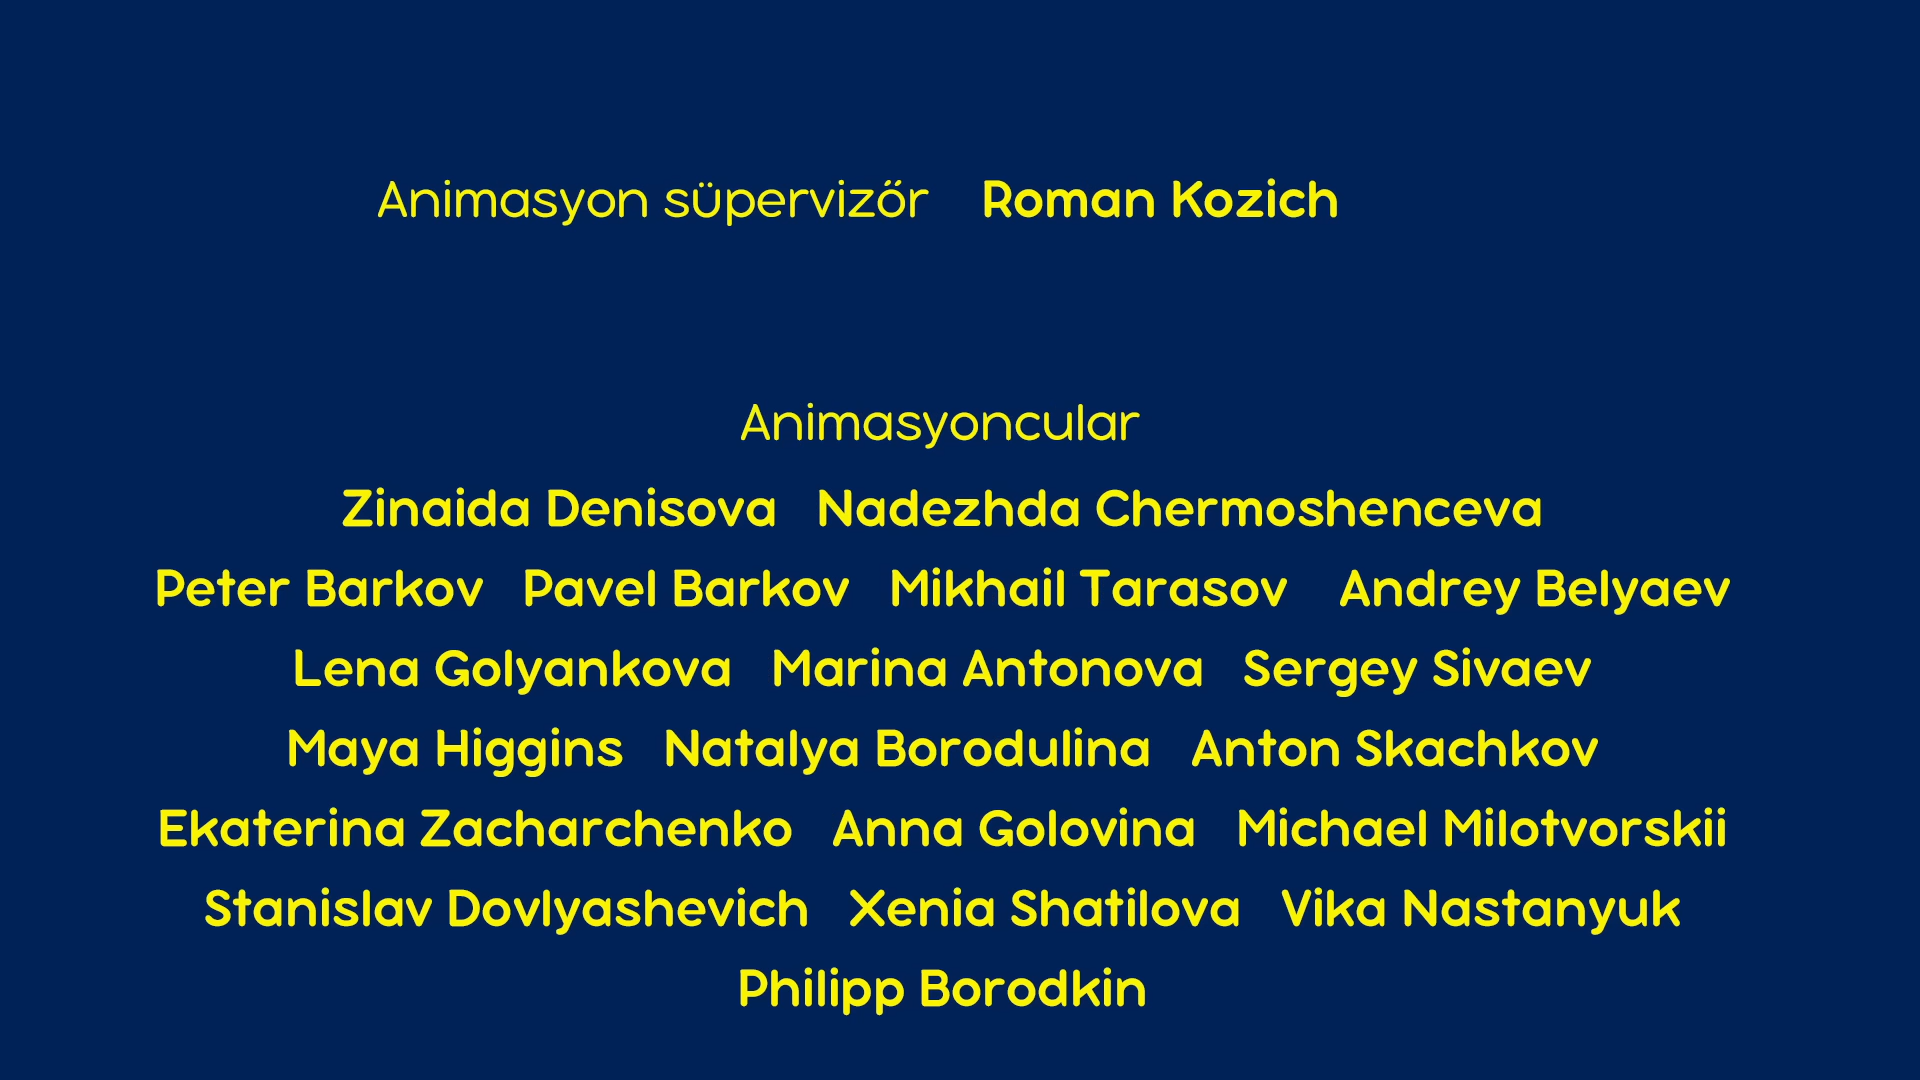 Animasyon süpervizőr Roman Kozich
Animasyoncular
Zinaida Denisova Nadezhda Chermoshenceva
Peter Barkov Pavel Barkov Mikhail Tarasov Andrey Belyaev
Lena Golyankova Marina Antonova Sergey Sivaev
Maya Higgins Natalya Borodulina Anton Skachkov
Ekaterina Zacharchenko Anna Golovina Michael Milotvorskii
Stanislav Dovlyashevich Xenia Shatilova Vika Nastanyuk
Philipp Borodkin